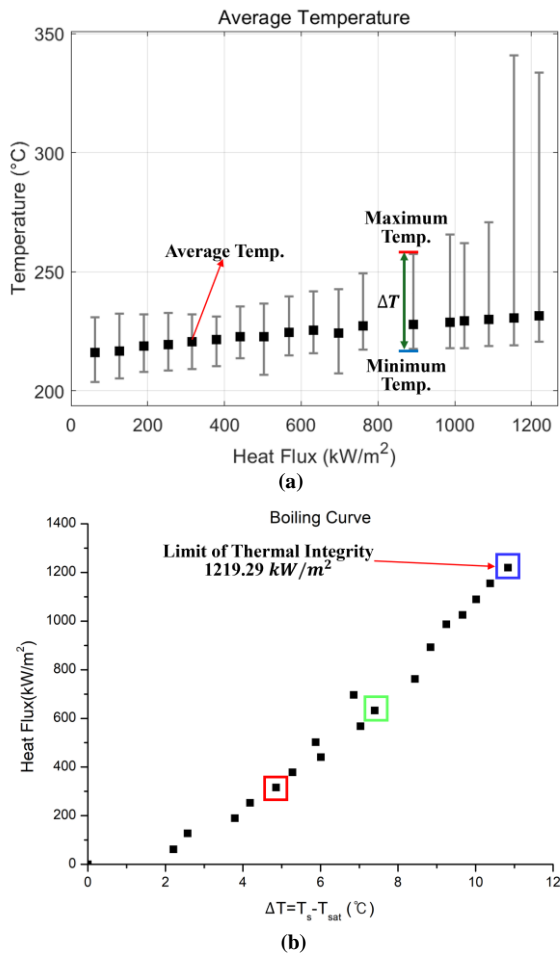 Average Temperature
350
300
250
200
Temperature (°C)
Average Temp.
Maximum
Temp.
ΔT
Minimum
Temp.
0 200 400 600 800 1000 1200
Heat Flux (kW/m²)
(a)
Boiling Curve
1400
1200
1000
800
600
400
200
0
Heat Flux(kW/m²)
Limit of Thermal Integrity
1219.29 kW/m²
0 2 4 6 8 10 12
ΔT=Tₛ-Tsat (℃)
(b)